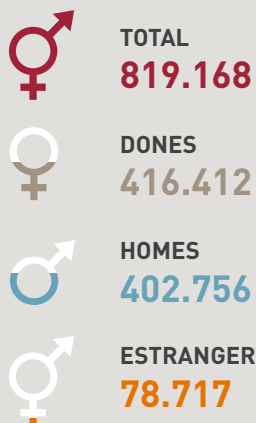 TOTAL
819.168
DONES
416.412
HOMES
402.756
ESTRANGER
78.717